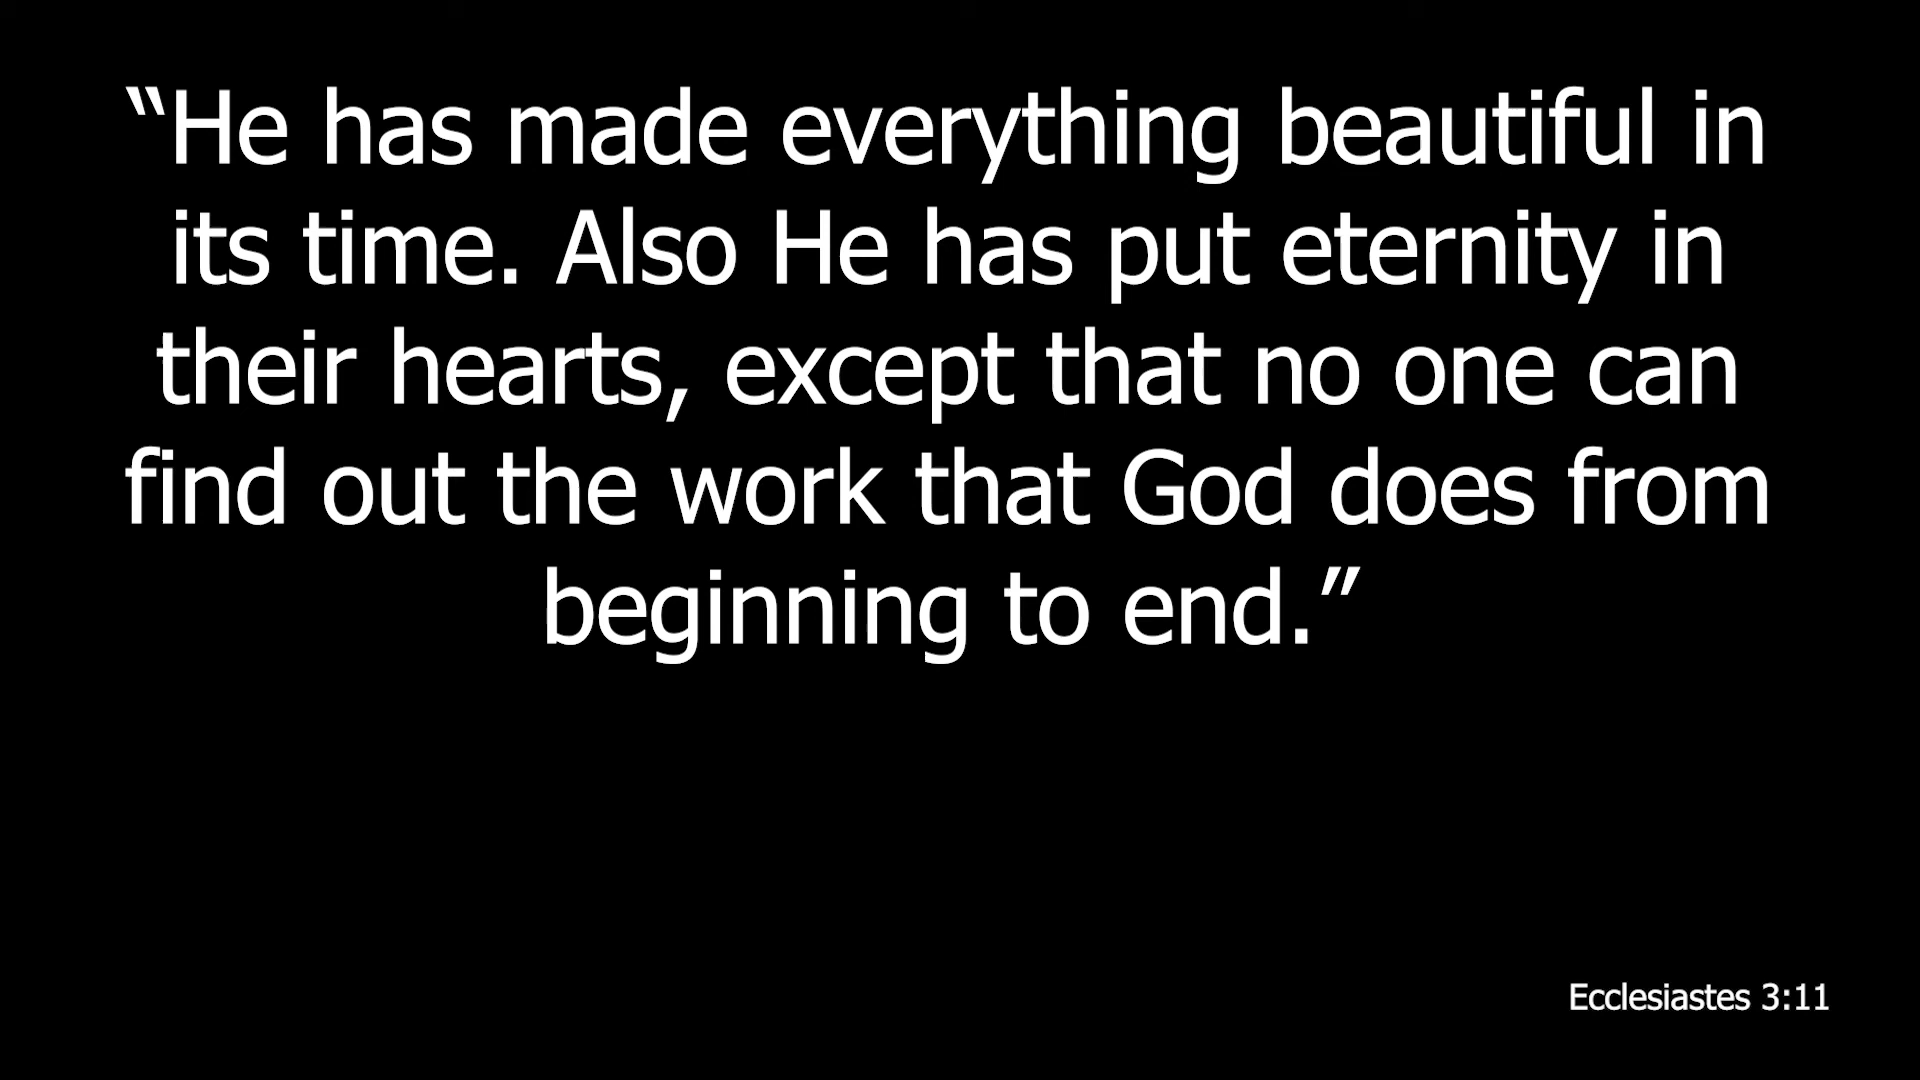 “He has made everything beautiful in
its time. Also He has put eternity in
their hearts, except that no one can
find out the work that God does from
beginning to end.”
Ecclesiastes 3:11